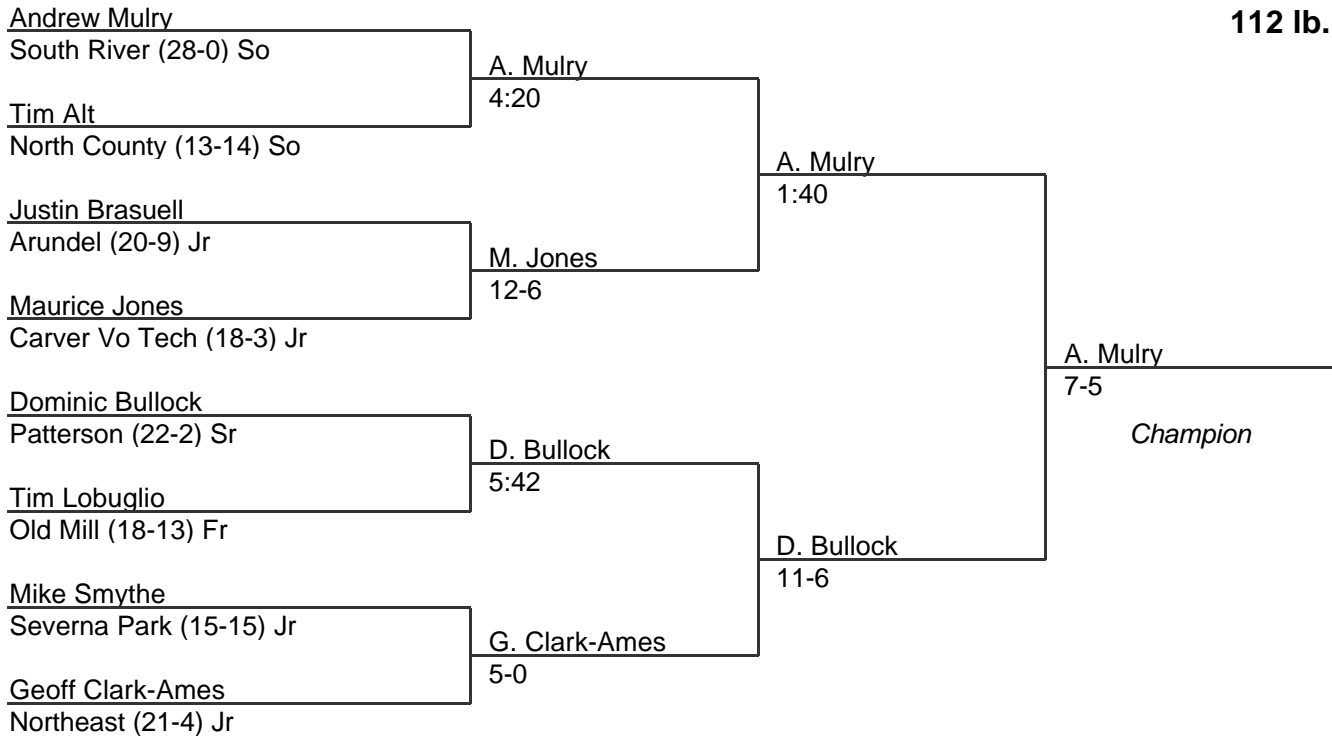 112 lb.
Andrew Mulry
South River (28-0) So
Tim Alt
North County (13-14) So
Justin Brasuell
Arundel (20-9) Jr
Maurice Jones
Carver Vo Tech (18-3) Jr
Dominic Bullock
Patterson (22-2) Sr
Tim Lobuglio
Old Mill (18-13) Fr
Mike Smythe
Severna Park (15-15) Jr
Geoff Clark-Ames
Northeast (21-4) Jr
A. Mulry
4:20
M. Jones
12-6
D. Bullock
5:42
G. Clark-Ames
5-0
A. Mulry
1:40
D. Bullock
11-6
A. Mulry
7-5
Champion